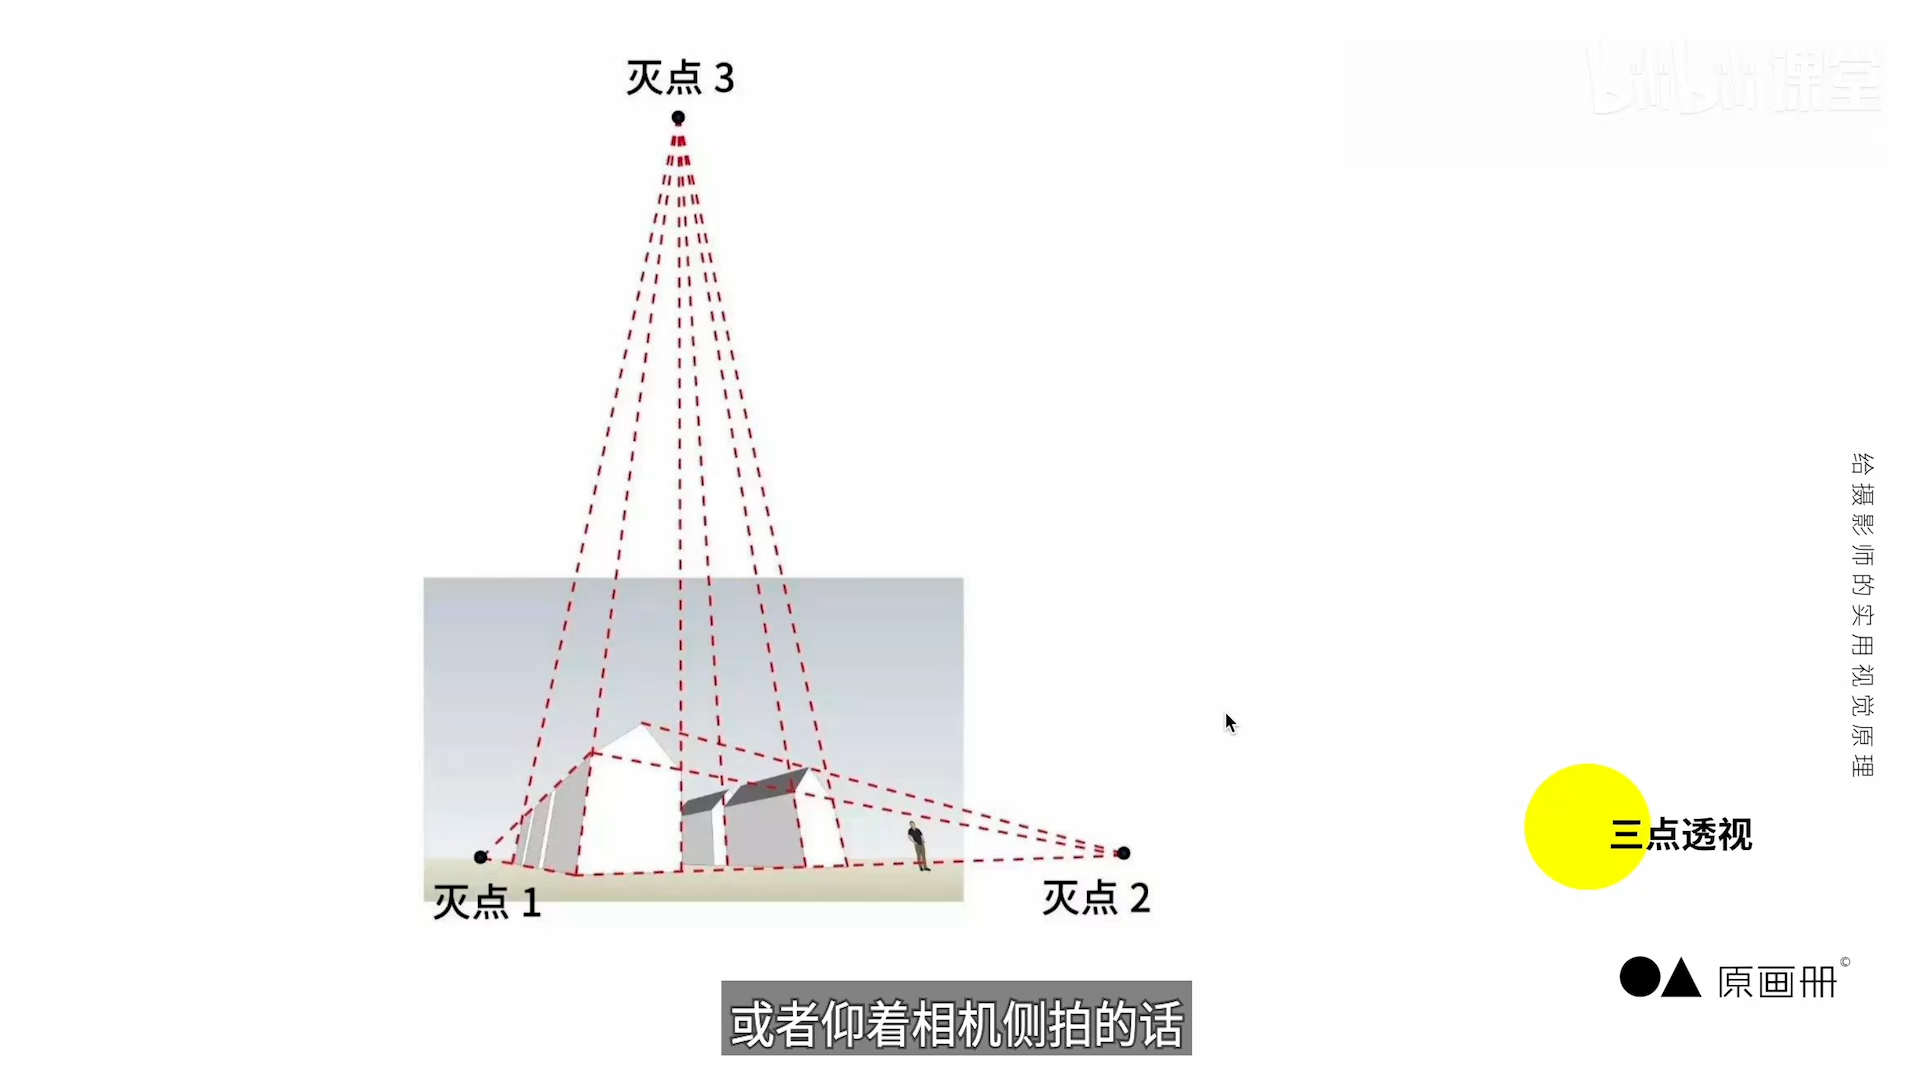 灭点 3
bilibili课堂
给摄影师的实用视觉原理
三点透视
灭点 1
灭点 2
原画册©
或者仰着相机侧拍的话